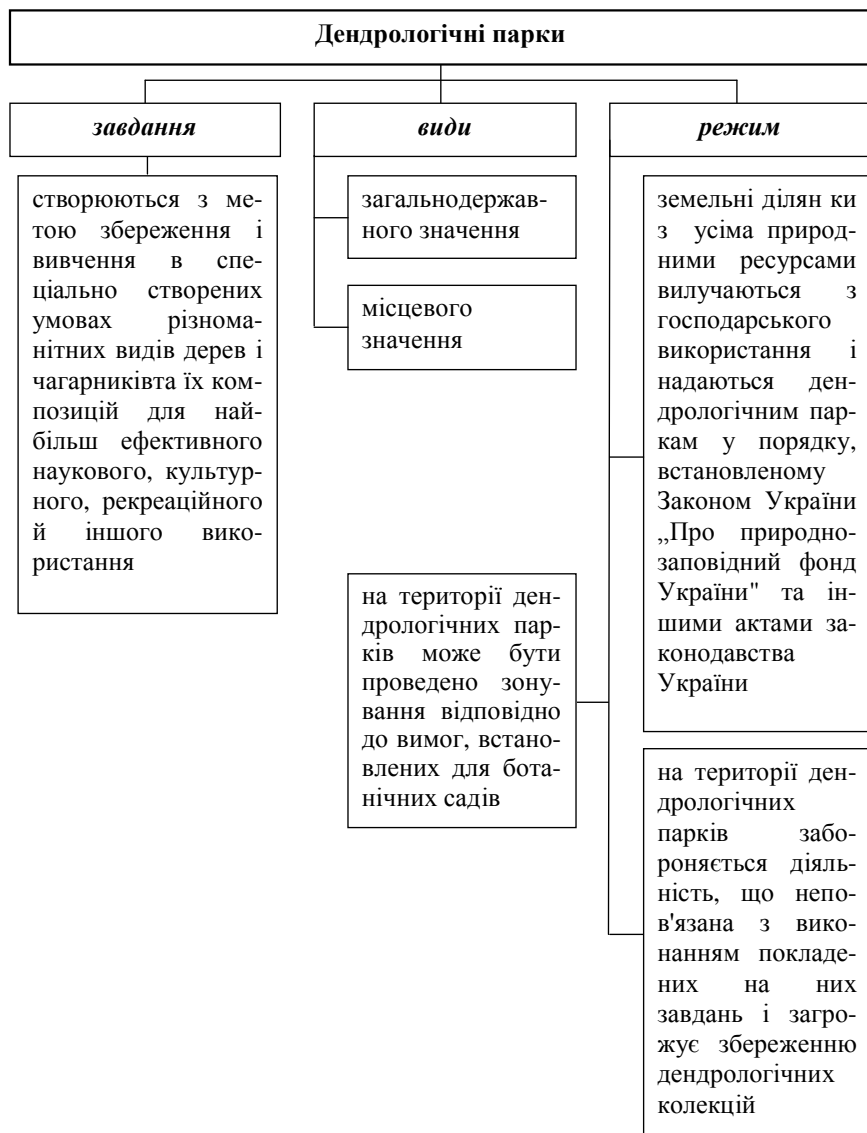 Дендрологічні парки
завдання
види
режим
створюються з ме-
тою збереження і
вивчення в спе-
ціально створених
умовах різнома-
нітних видів дерев і
чагарниківта їх ком-
позицій для най-
більш ефективного
наукового, культур-
ного, рекреаційного
й іншого вико-
ристання
загальнодержав-
ного значення
місцевого
значення
на території ден-
дрологічних пар-
ків може бути
проведено зону-
вання відповідно
до вимог, встано-
влених для бота-
нічних садів
земельні ділян ки
з усіма природ-
ними ресурсами
вилучаються з
господарського
використання і
надаються ден-
дрологічним пар-
кам у порядку,
встановленому
Законом України
„Про природно-
заповідний фонд
України" та ін-
шими актами за-
конодавства
України
на території ден-
дрологічних
парків забо-
роняється діяль-
ність, що непо-
в'язана з вико-
нанням покладе-
них на них
завдань і загро-
жує збереженню
дендрологічних
колекцій